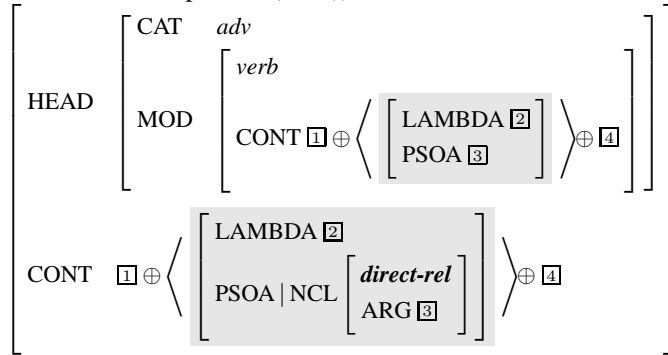 CAT adv
verb
HEAD MOD CONT 1 ⊕ ⟨ [ LAMBDA 2
PSOA 3 ] ⟩ ⊕ 4
LAMBDA 2
CONT 1 ⊕ ⟨ PSOA | NCL [ direct-rel
ARG 3 ] ⟩ ⊕ 4